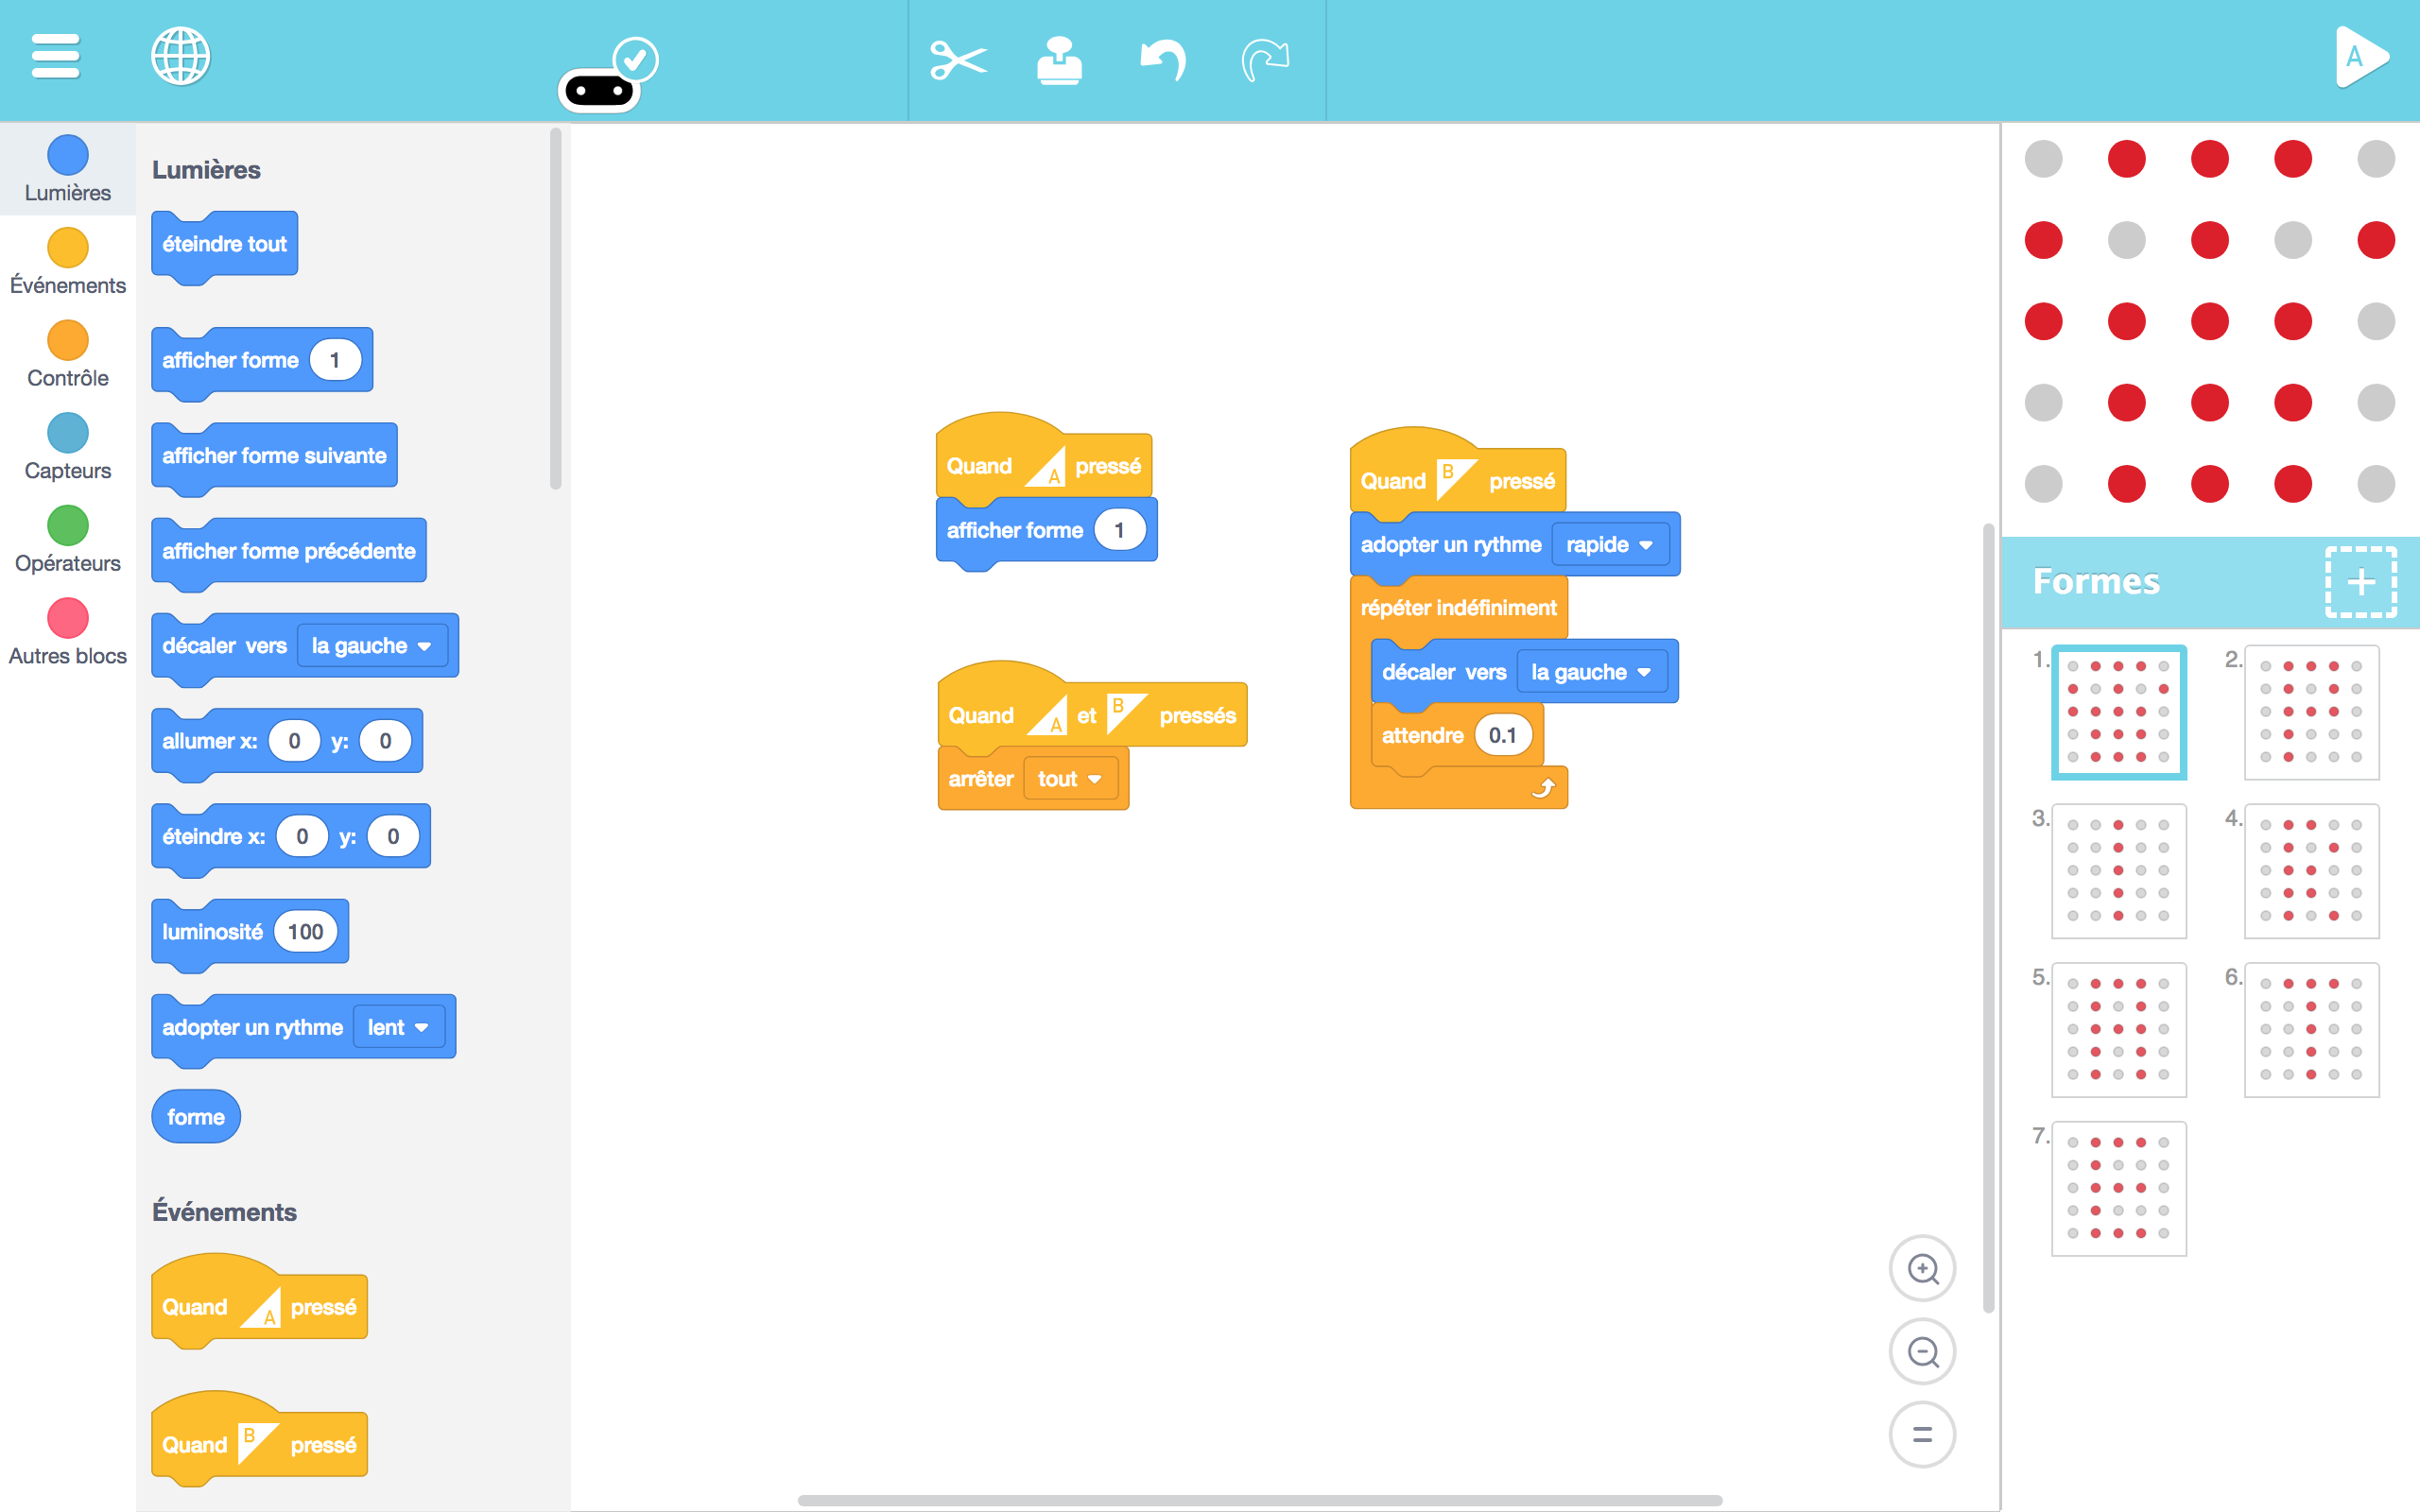 A
Lumières
Événements
Contrôle
Capteurs
Opérateurs
Autres blocs
Lumières
éteindre tout
afficher forme 1
afficher forme suivante
afficher forme précédente
décaler vers la gauche
allumer x: 0 y: 0
éteindre x: 0 y: 0
luminosité 100
adopter un rythme lent
forme
Événements
Quand A pressé
Quand B pressé
Quand A pressé
afficher forme 1
Quand A et B pressés
arrêter tout
Quand B pressé
adopter un rythme rapide
répéter indéfiniment
décaler vers la gauche
attendre 0.1
Formes
1. 2.
3. 4.
5. 6.
7.